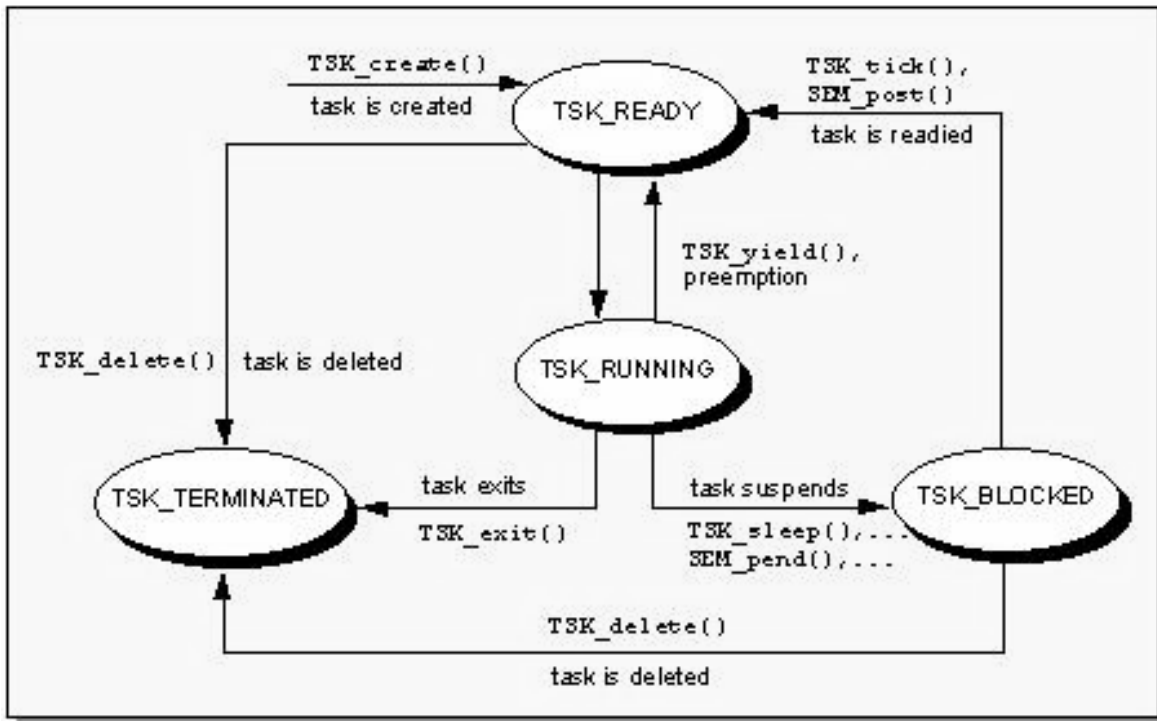 TSK_create()
task is created
TSK_READY
TSK_tick(),
SEM_post()
task is readied
TSK_yield(),
preemption
TSK_delete()
task is deleted
TSK_RUNNING
TSK_TERMINATED
task exits
TSK_exit()
task suspends
TSK_sleep(),...
SEM_pend(),...
TSK_BLOCKED
TSK_delete()
task is deleted